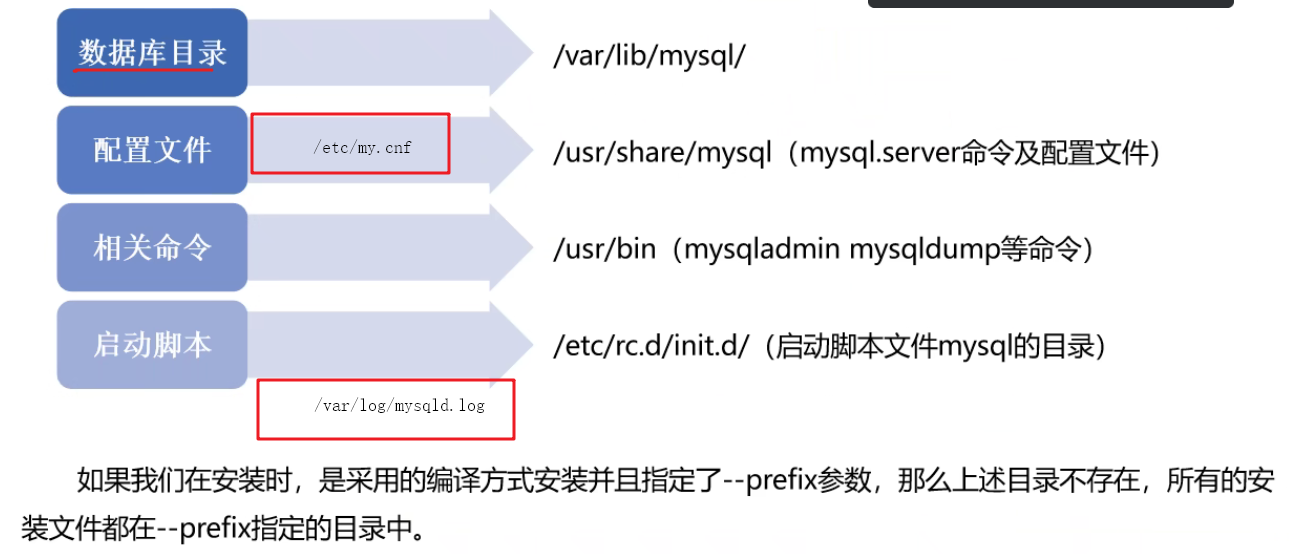 数据库目录
/var/lib/mysql/
配置文件
/etc/my.cnf
/usr/share/mysql（mysql.server命令及配置文件）
相关命令
/usr/bin（mysqladmin mysqldump等命令）
启动脚本
/etc/rc.d/init.d/（启动脚本文件mysql的目录）
/var/log/mysqld.log
如果我们在安装时，是采用的编译方式安装并且指定了--prefix参数，那么上述目录不存在，所有的安
装文件都在--prefix指定的目录中。